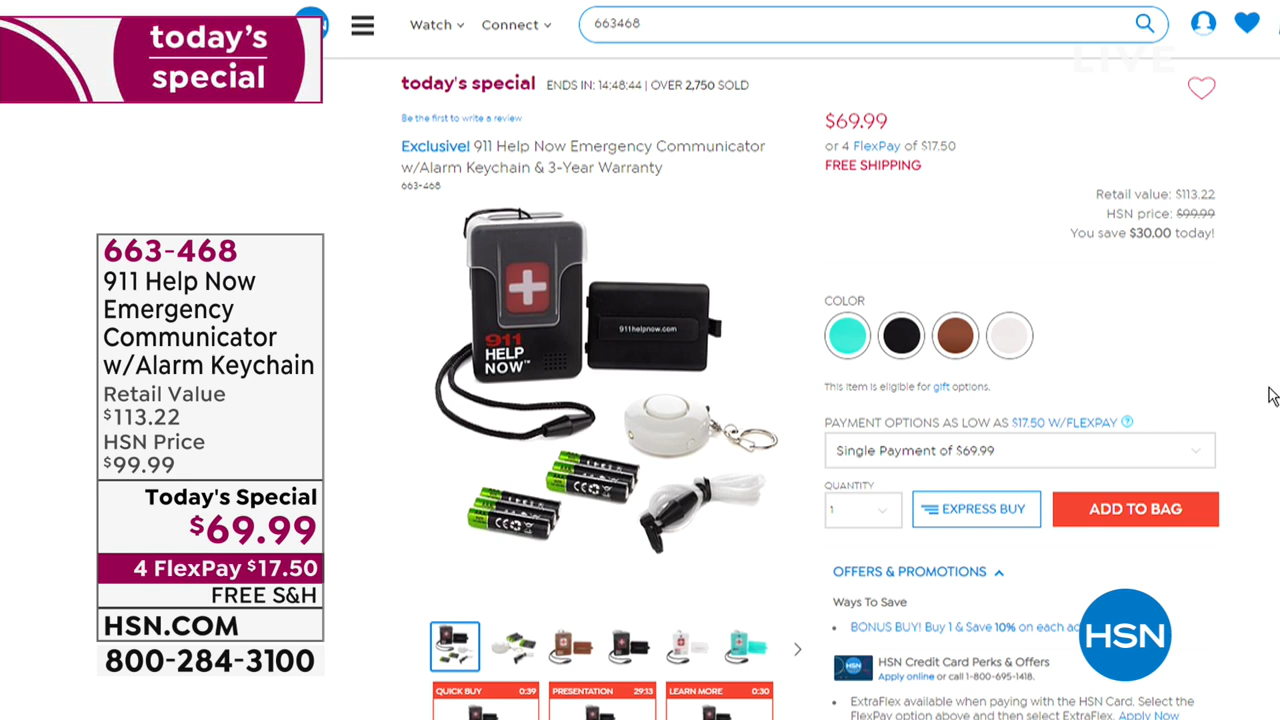 today's
special
663-468
911 Help Now
Emergency
Communicator
w/Alarm Keychain
Retail Value
$113.22
HSN Price
$99.99
Today's Special
$69.99
4 FlexPay $17.50
FREE S&H
HSN.COM
800-284-3100
Watch
Connect
663468
LIVE
today's special ENDS IN: 14:48:44 | OVER 2,750 SOLD
Be the first to write a review
Exclusive! 911 Help Now Emergency Communicator
w/Alarm Keychain & 3-Year Warranty
663-468
911
HELP
NOW™
911helpnow.com
QUICK BUY 0:39
PRESENTATION 29:13
LEARN MORE 0:30
$69.99
or 4 FlexPay of $17.50
FREE SHIPPING
Retail value: $113.22
HSN price: $99.99
You save $30.00 today!
COLOR
This item is eligible for gift options.
PAYMENT OPTIONS AS LOW AS $17.50 W/FLEXPAY ?
Single Payment of $69.99
QUANTITY
1
EXPRESS BUY
ADD TO BAG
OFFERS & PROMOTIONS
Ways To Save
BONUS BUY! Buy 1 & Save 10% on each
HSN
HSN Credit Card Perks & Offers
Apply online or call 1-800-695-1418.
ExtraFlex available when paying with the HSN Card. Select the
FlexPay option above and then select ExtraFlex. Apply Now
HSN